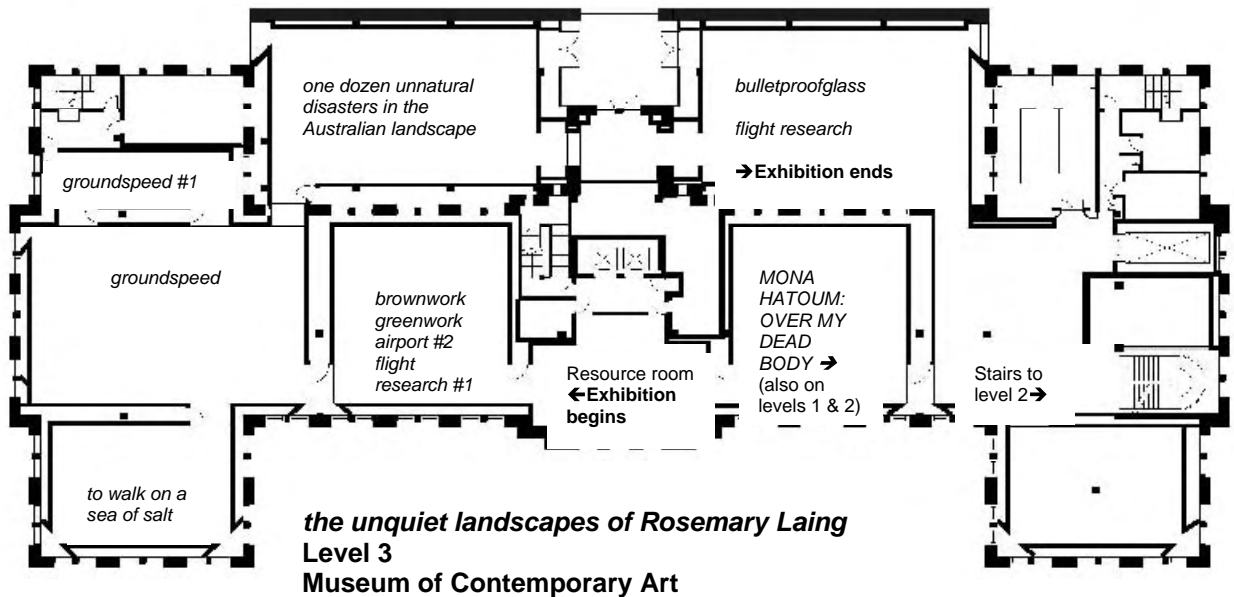 one dozen unnatural
disasters in the
Australian landscape
bulletproofglass
flight research
➔Exhibition ends
groundspeed #1
groundspeed
brownwork
greenwork
airport #2
flight
research #1
MONA
HATOUM:
OVER MY
DEAD
BODY ➔
(also on
levels 1 & 2)
Resource room
🡸Exhibition
begins
Stairs to
level 2➔
to walk on a
sea of salt
the unquiet landscapes of Rosemary Laing
Level 3
Museum of Contemporary Art